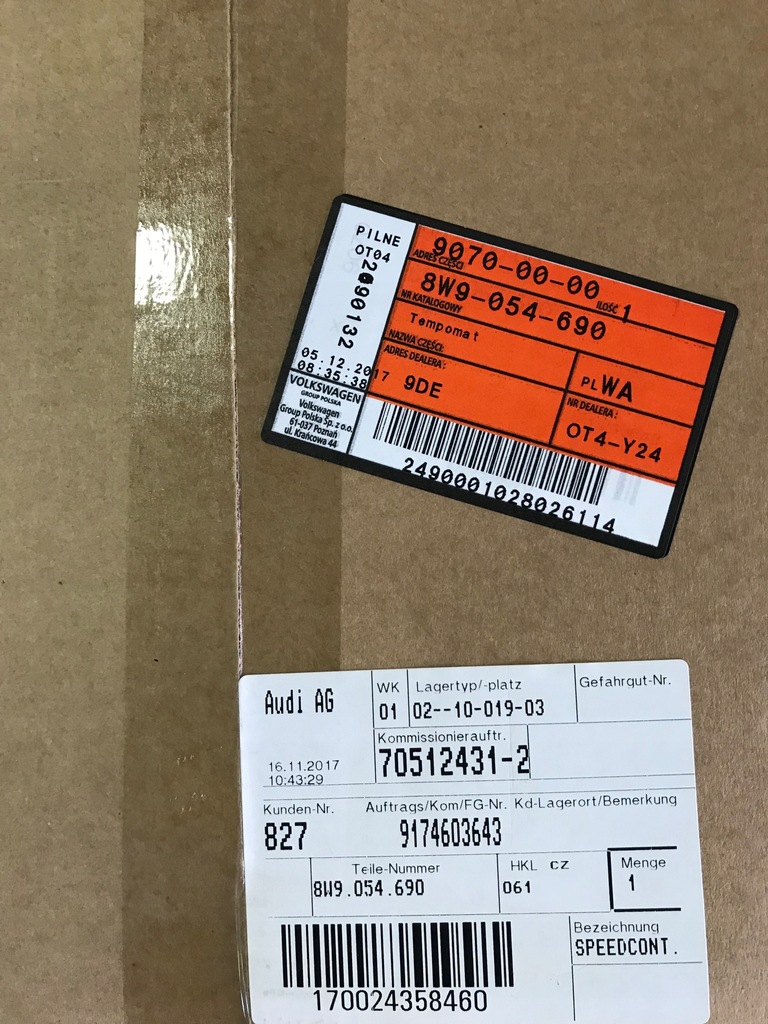 PILNE
OT04
2090132
05.12.2017
08:35:38
VOLKSWAGEN
GROUP POLSKA
Volkswagen
Group Polska Sp. z o.o.
61-037 Poznań
ul. Krańcowa 44
9070-00-00
ADRES CZĘŚCI
ILOŚĆ 1
8W9-054-690
NR KATALOGOWY
Tempomat
NAZWA CZĘŚCI:
ADRES DEALERA:
9DE
PL WA
NR DEALERA:
OT4-Y24
2490001028026114
Audi AG
WK
01
Lagertyp/-platz
02--10-019-03
Gefahrgut-Nr.
16.11.2017
10:43:29
Kommissionierauftr.
70512431-2
Kunden-Nr.
827
Auftrags/Kom/FG-Nr. Kd-Lagerort/Bemerkung
9174603643
Teile-Nummer
8W9.054.690
HKL CZ
061
Menge
1
Bezeichnung
SPEEDCONT.
170024358460